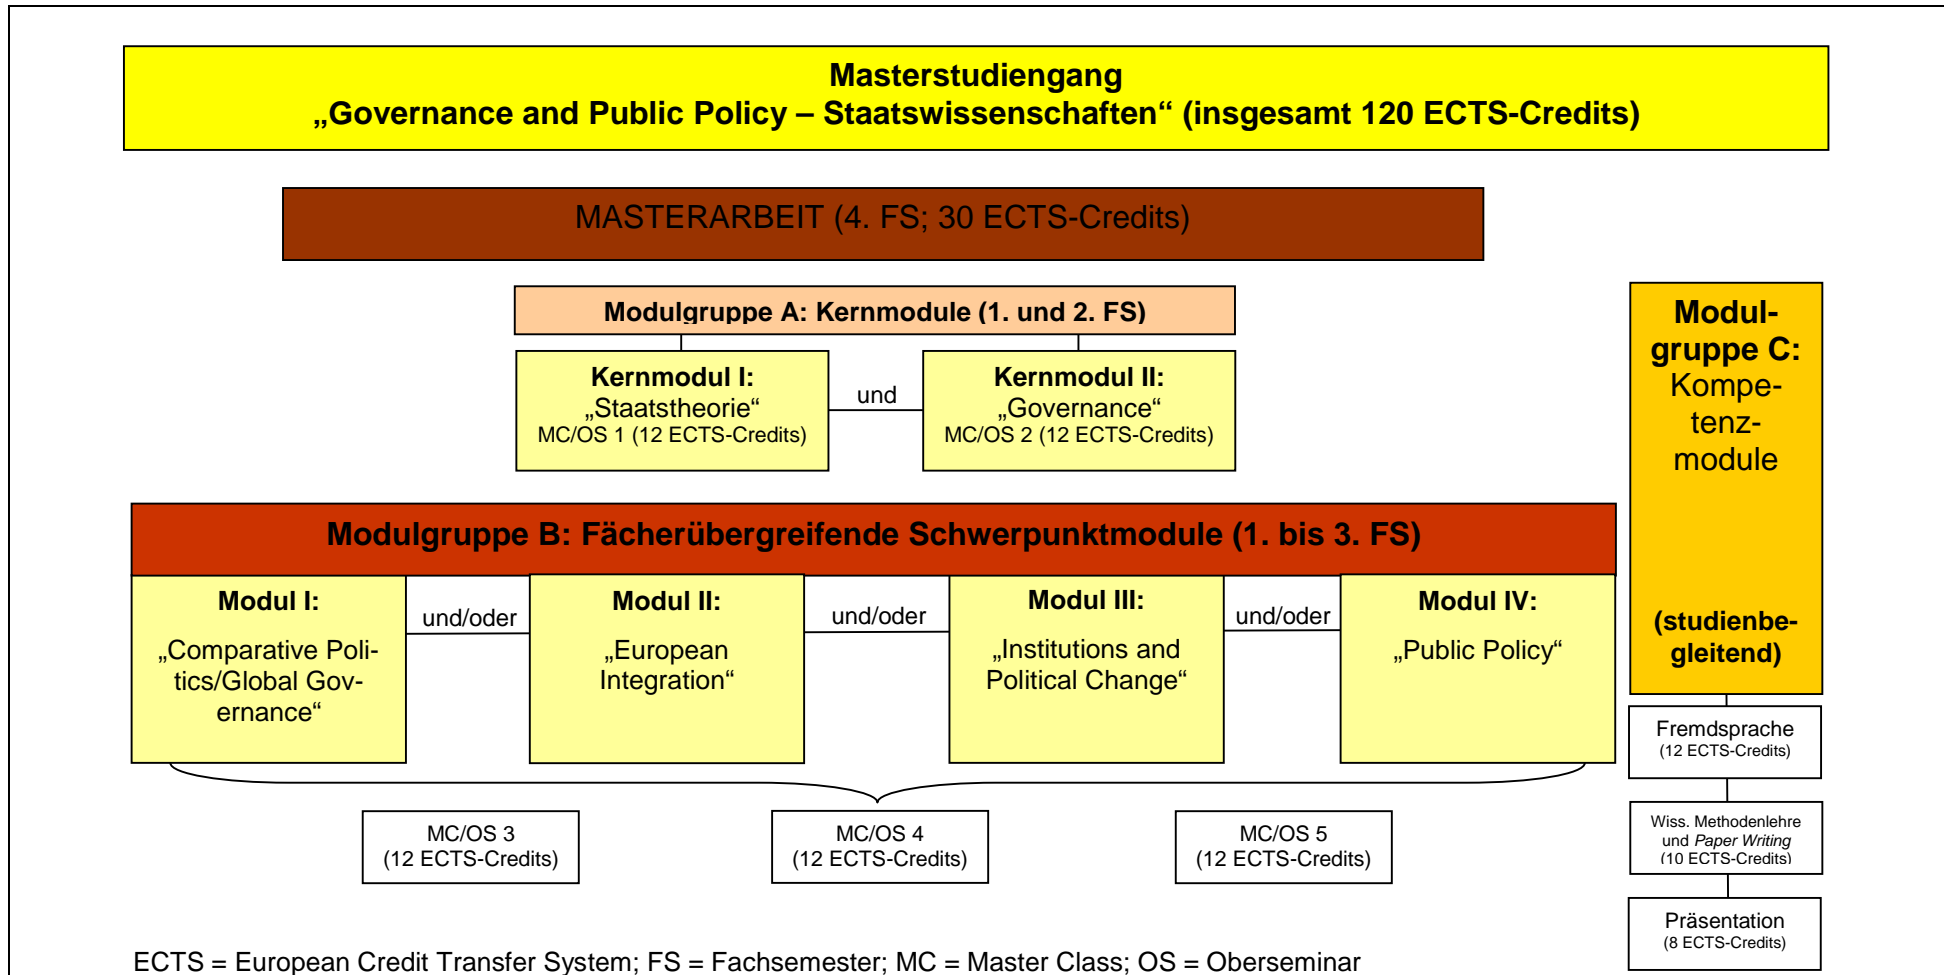 Masterstudiengang
„Governance and Public Policy – Staatswissenschaften“ (insgesamt 120 ECTS-Credits)
MASTERARBEIT (4. FS; 30 ECTS-Credits)
Modulgruppe A: Kernmodule (1. und 2. FS)
Kernmodul I:
„Staatstheorie“
MC/OS 1 (12 ECTS-Credits)
und
Kernmodul II:
„Governance“
MC/OS 2 (12 ECTS-Credits)
Modulgruppe B: Fächerübergreifende Schwerpunktmodule (1. bis 3. FS)
Modul I:
„Comparative Poli-
tics/Global Gov-
ernance“
und/oder
Modul II:
„European
Integration“
und/oder
Modul III:
„Institutions and
Political Change“
und/oder
Modul IV:
„Public Policy“
MC/OS 3
(12 ECTS-Credits)
MC/OS 4
(12 ECTS-Credits)
MC/OS 5
(12 ECTS-Credits)
Modul-
gruppe C:
Kompe-
tenz-
module
(studienbe-
gleitend)
Fremdsprache
(12 ECTS-Credits)
Wiss. Methodenlehre
und Paper Writing
(10 ECTS-Credits)
Präsentation
(8 ECTS-Credits)
ECTS = European Credit Transfer System; FS = Fachsemester; MC = Master Class; OS = Oberseminar